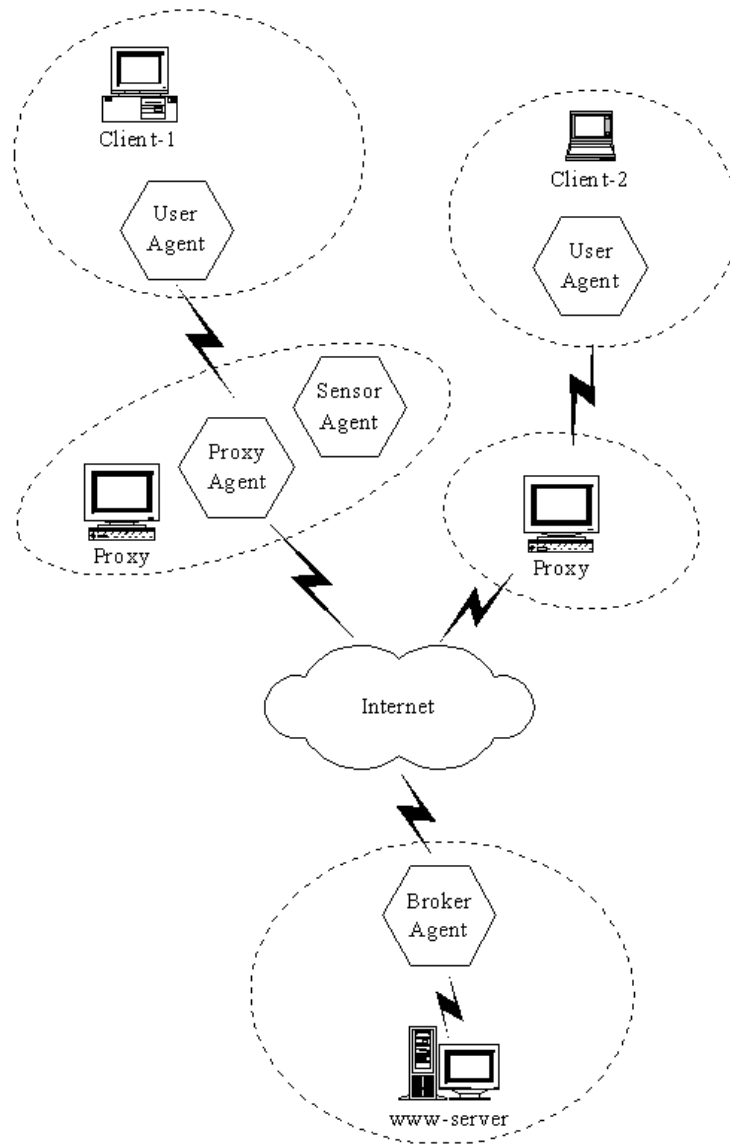 Client-1
User
Agent
Client-2
User
Agent
Sensor
Agent
Proxy
Agent
Proxy
Proxy
Internet
Broker
Agent
www-server